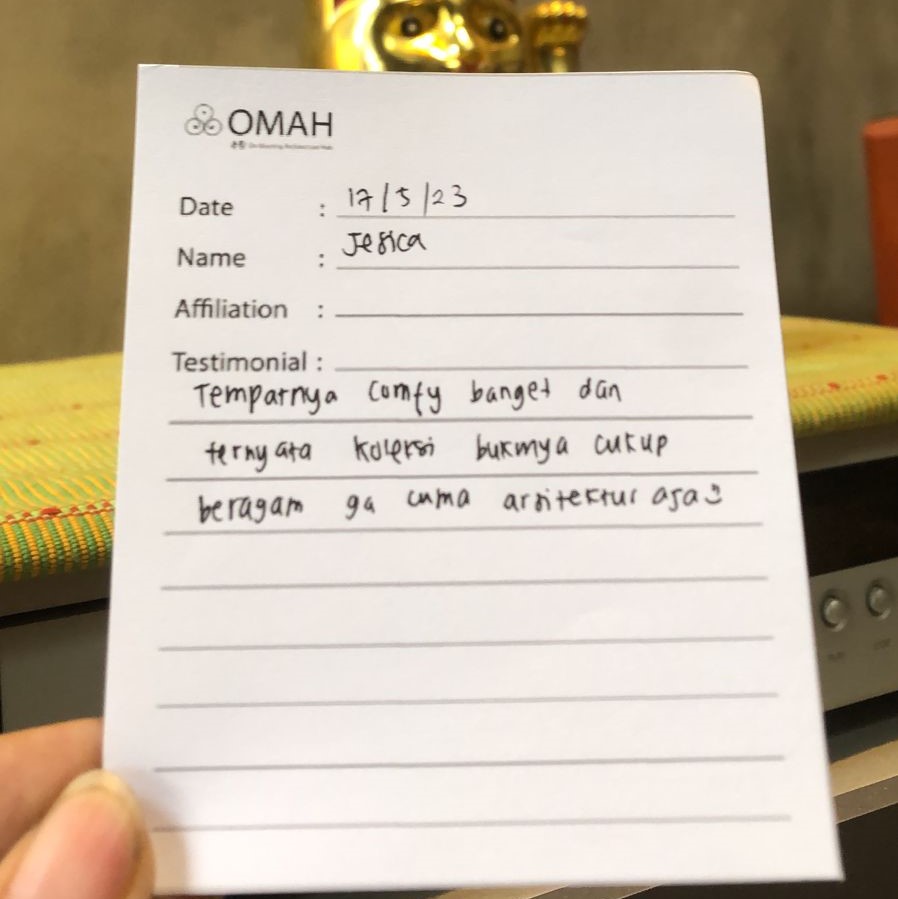 OMAH
Date : 17/5/23
Name : Jesica
Affiliation :
Testimonial :
Tempatnya comfy banget dan
ternyata koleksi bukunya cukup
beragam ga cuma arsitektur aja